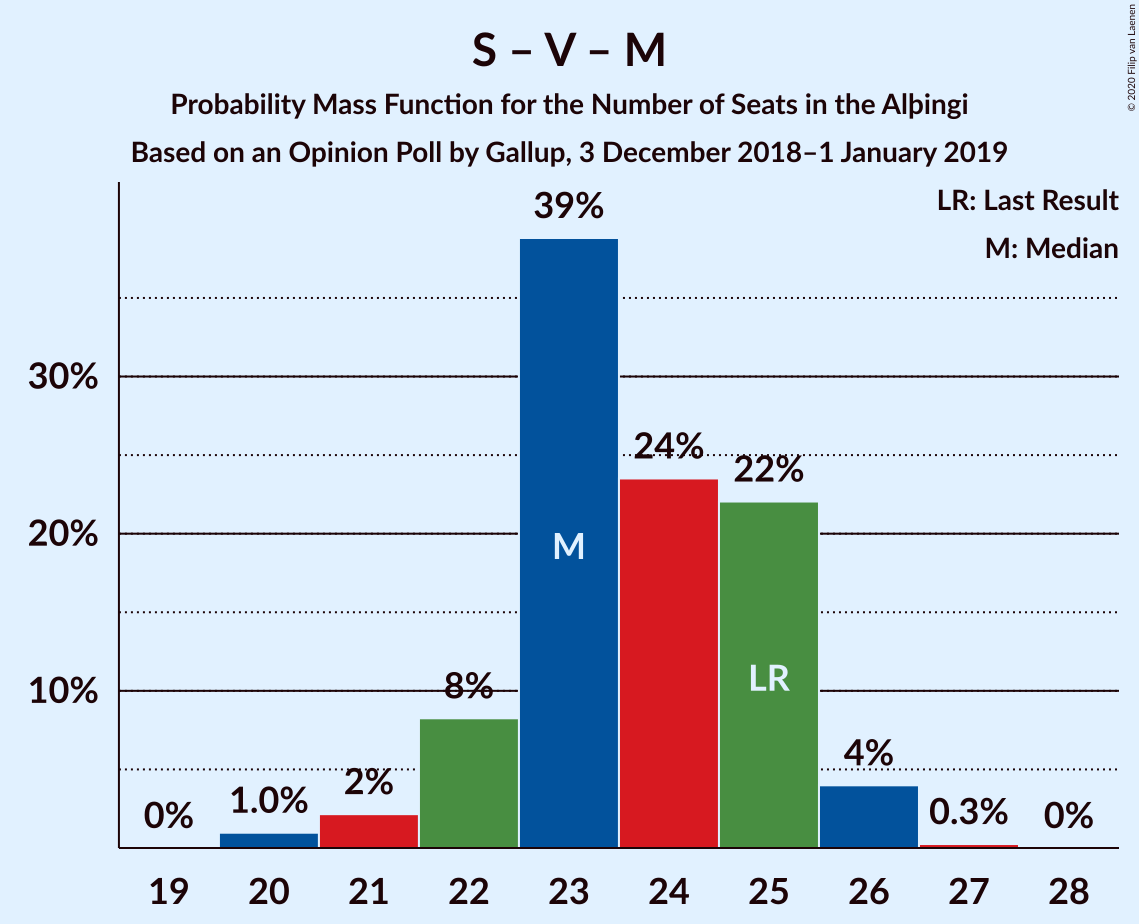 S – V – M
Probability Mass Function for the Number of Seats in the Alþingi
Based on an Opinion Poll by Gallup, 3 December 2018–1 January 2019
© 2020 Filip van Laenen
LR: Last Result
M: Median
39%
30%
24%
22%
20%
M
LR
10%
8%
4%
2%
1.0%
0%
0.3%
0%
19 20 21 22 23 24 25 26 27 28